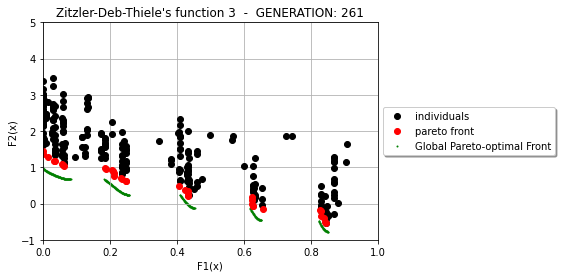 Zitzler-Deb-Thiele's function 3 - GENERATION: 261
5
4
3
2
1
0
−1
F2(x)
0.0 0.2 0.4 0.6 0.8 1.0
F1(x)
individuals
pareto front
Global Pareto-optimal Front